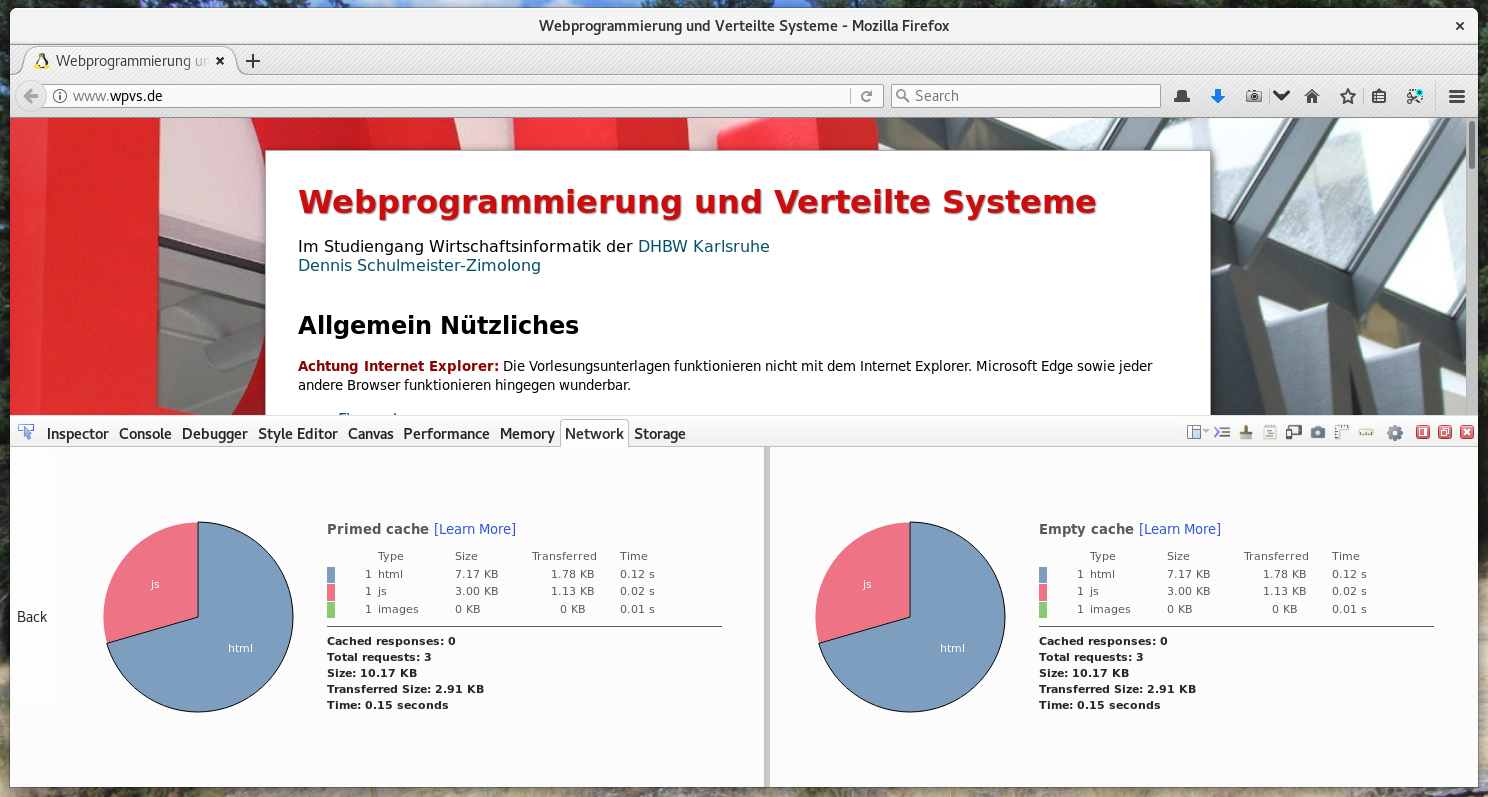 Webprogrammierung und Verteilte Systeme - Mozilla Firefox
Webprogrammierung un
www.wpvs.de
Search
Webprogrammierung und Verteilte Systeme
Im Studiengang Wirtschaftsinformatik der DHBW Karlsruhe
Dennis Schulmeister-Zimolong
Allgemein Nützliches
Achtung Internet Explorer: Die Vorlesungsunterlagen funktionieren nicht mit dem Internet Explorer. Microsoft Edge sowie jeder
andere Browser funktionieren hingegen wunderbar.
Inspector Console Debugger Style Editor Canvas Performance Memory Network Storage
Back
js
html
Primed cache [Learn More]
Type Size Transferred Time
1 html 7.17 KB 1.78 KB 0.12 s
1 js 3.00 KB 1.13 KB 0.02 s
1 images 0 KB 0 KB 0.01 s
Cached responses: 0
Total requests: 3
Size: 10.17 KB
Transferred Size: 2.91 KB
Time: 0.15 seconds
js
html
Empty cache [Learn More]
Type Size Transferred Time
1 html 7.17 KB 1.78 KB 0.12 s
1 js 3.00 KB 1.13 KB 0.02 s
1 images 0 KB 0 KB 0.01 s
Cached responses: 0
Total requests: 3
Size: 10.17 KB
Transferred Size: 2.91 KB
Time: 0.15 seconds